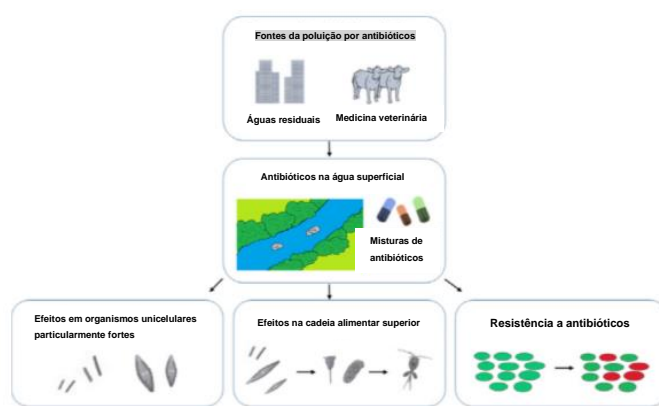 Fontes da poluição por antibióticos
Águas residuais
Medicina veterinária
Antibióticos na água superficial
Misturas de
antibióticos
Efeitos em organismos unicelulares
particularmente fortes
Efeitos na cadeia alimentar superior
Resistência a antibióticos